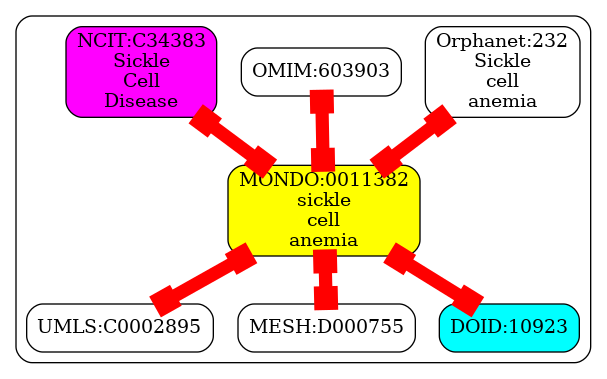 NCIT:C34383
Sickle
Cell
Disease
OMIM:603903
Orphanet:232
Sickle
cell
anemia
MONDO:0011382
sickle
cell
anemia
UMLS:C0002895
MESH:D000755
DOID:10923